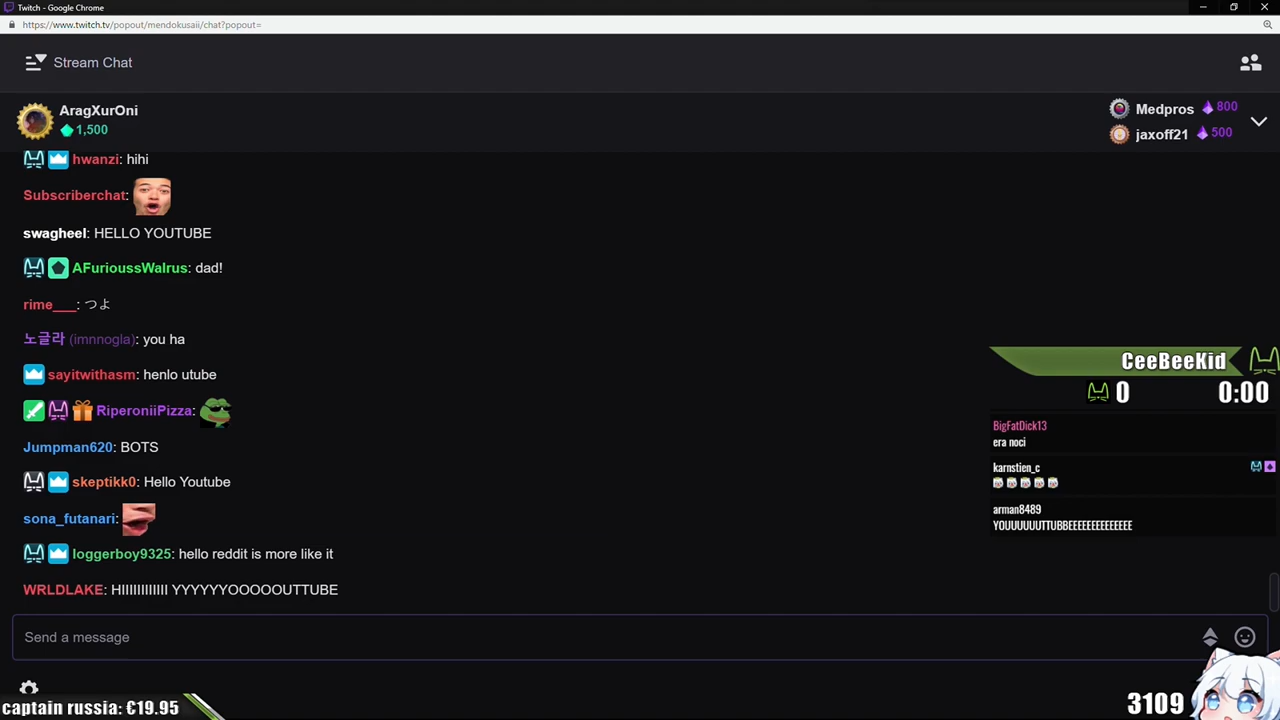 Twitch - Google Chrome
https://www.twitch.tv/popout/mendokusaii/chat?popout=
Stream Chat
AragXurOni
1,500
Medpros 800
jaxoff21 500
hwanzi: hihi
Subscriberchat:
swagheel: HELLO YOUTUBE
AFurioussWalrus: dad!
rime___: つよ
노글라 (imnnogla): you ha
sayitwithasm: henlo utube
RiperoniiPizza:
Jumpman620: BOTS
skeptikk0: Hello Youtube
sona_futanari:
loggerboy9325: hello reddit is more like it
WRLDLAKE: HIIIIIIIIIIII YYYYYYOOOOOUTTUBE
Send a message
CeeBeeKid
0 0:00
BigFatDick13
era noci
karnstien_c
arman8489
YOUUUUUUTTUBBEEEEEEEEEEEEE
captain russia: €19.95
3109